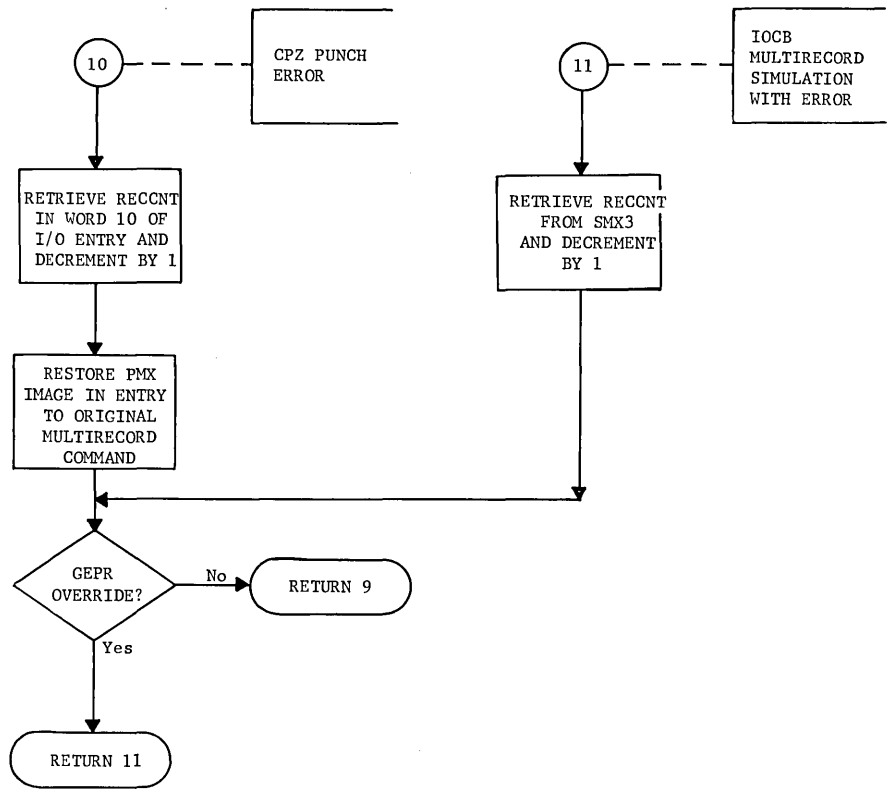 10
CPZ PUNCH
ERROR
11
IOCB
MULTIRECORD
SIMULATION
WITH ERROR
RETRIEVE RECCNT
IN WORD 10 OF
I/O ENTRY AND
DECREMENT BY 1
RETRIEVE RECCNT
FROM SMX3
AND DECREMENT
BY 1
RESTORE PMX
IMAGE IN ENTRY
TO ORIGINAL
MULTIRECORD
COMMAND
GEPR
OVERRIDE?
No
RETURN 9
Yes
RETURN 11